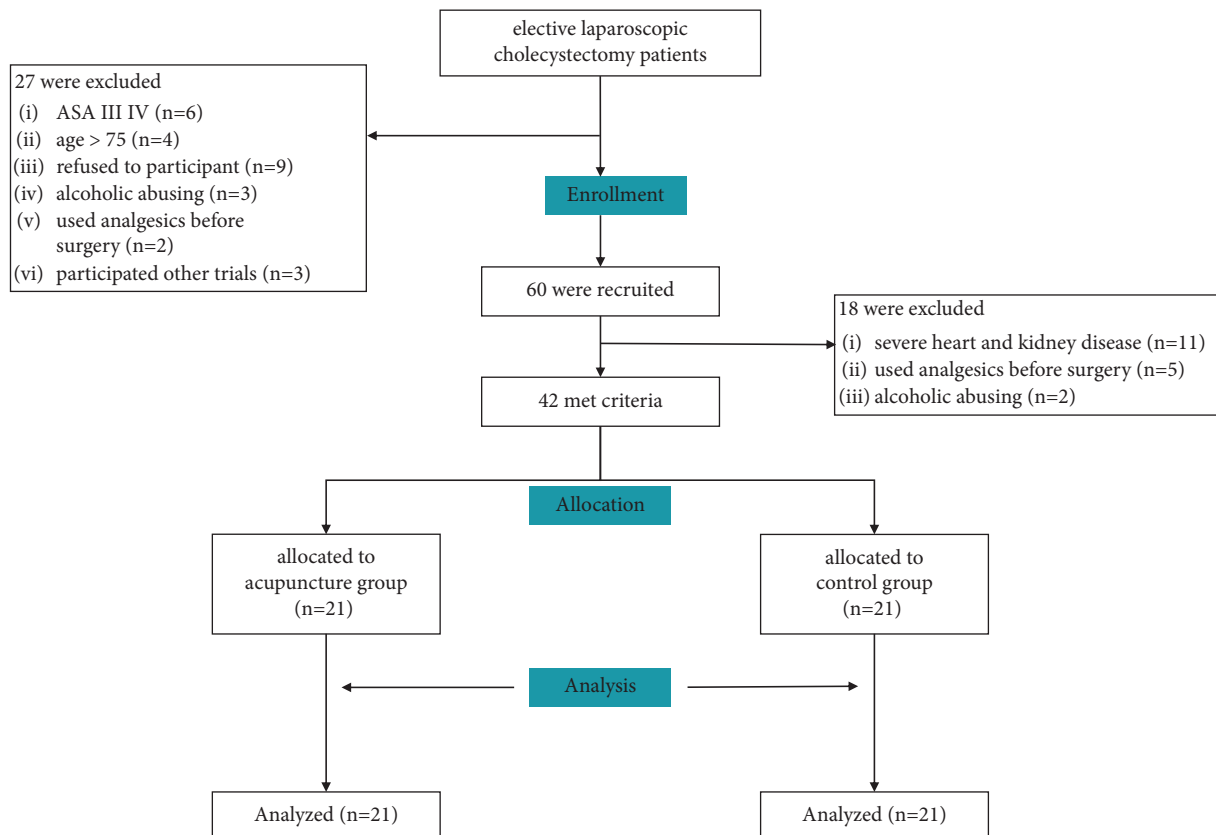 elective laparoscopic
cholecystectomy patients
27 were excluded
(i) ASA III IV (n=6)
(ii) age > 75 (n=4)
(iii) refused to participant (n=9)
(iv) alcoholic abusing (n=3)
(v) used analgesics before
surgery (n=2)
(vi) participated other trials (n=3)
Enrollment
60 were recruited
18 were excluded
(i) severe heart and kidney disease (n=11)
(ii) used analgesics before surgery (n=5)
(iii) alcoholic abusing (n=2)
42 met criteria
Allocation
allocated to
acupuncture group
(n=21)
allocated to
control group
(n=21)
Analysis
Analyzed (n=21)
Analyzed (n=21)